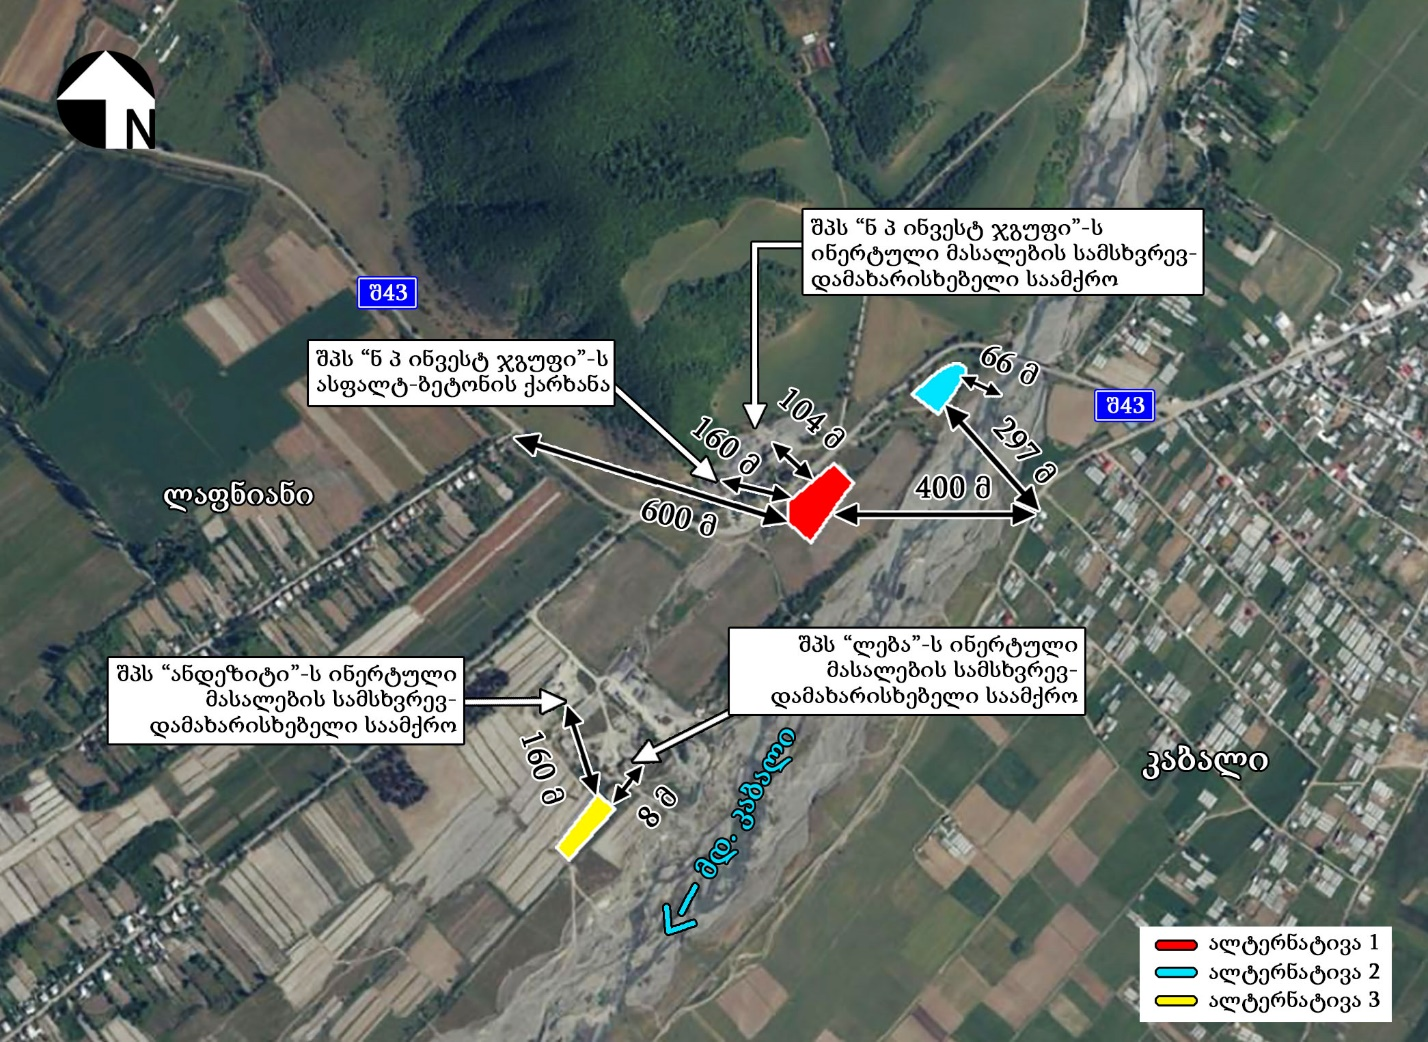 N
შპს “ნ პ ინვესტ ჯგუფი”-ს
ინერტული მასალების სამსხვრევ-
დამახარისხებელი საამქრო
შ43
შპს “ნ პ ინვესტ ჯგუფი”-ს
ასფალტ-ბეტონის ქარხანა
66 მ
შ43
104 მ
160 მ
297 მ
400 მ
600 მ
ლაფნიანი
შპს “ლება”-ს ინერტული
მასალების სამსხვრევ-
დამახარისხებელი საამქრო
შპს “ანდეზიტი”-ს ინერტული
მასალების სამსხვრევ-
დამახარისხებელი საამქრო
160 მ
8 მ
მდ. კაბალი
კაბალი
ალტერნატივა 1
ალტერნატივა 2
ალტერნატივა 3